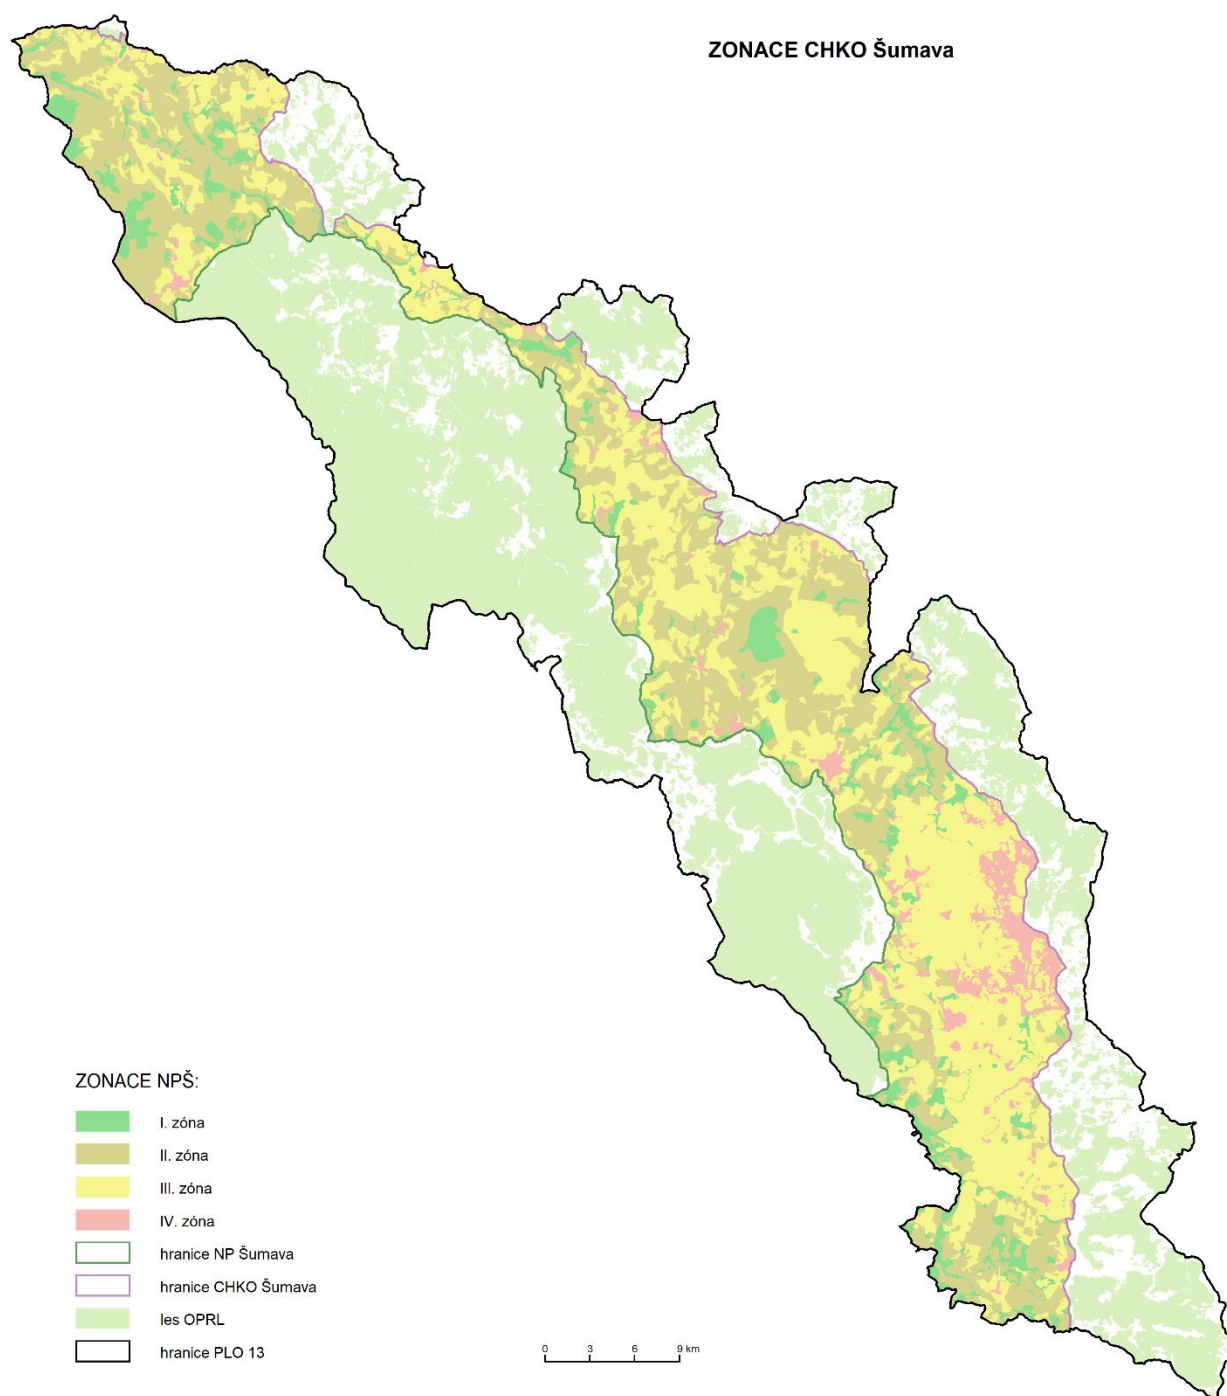 ZONACE CHKO Šumava
ZONACE NPŠ:
I. zóna
II. zóna
III. zóna
IV. zóna
hranice NP Šumava
hranice CHKO Šumava
les OPRL
hranice PLO 13
0 3 6 9 km